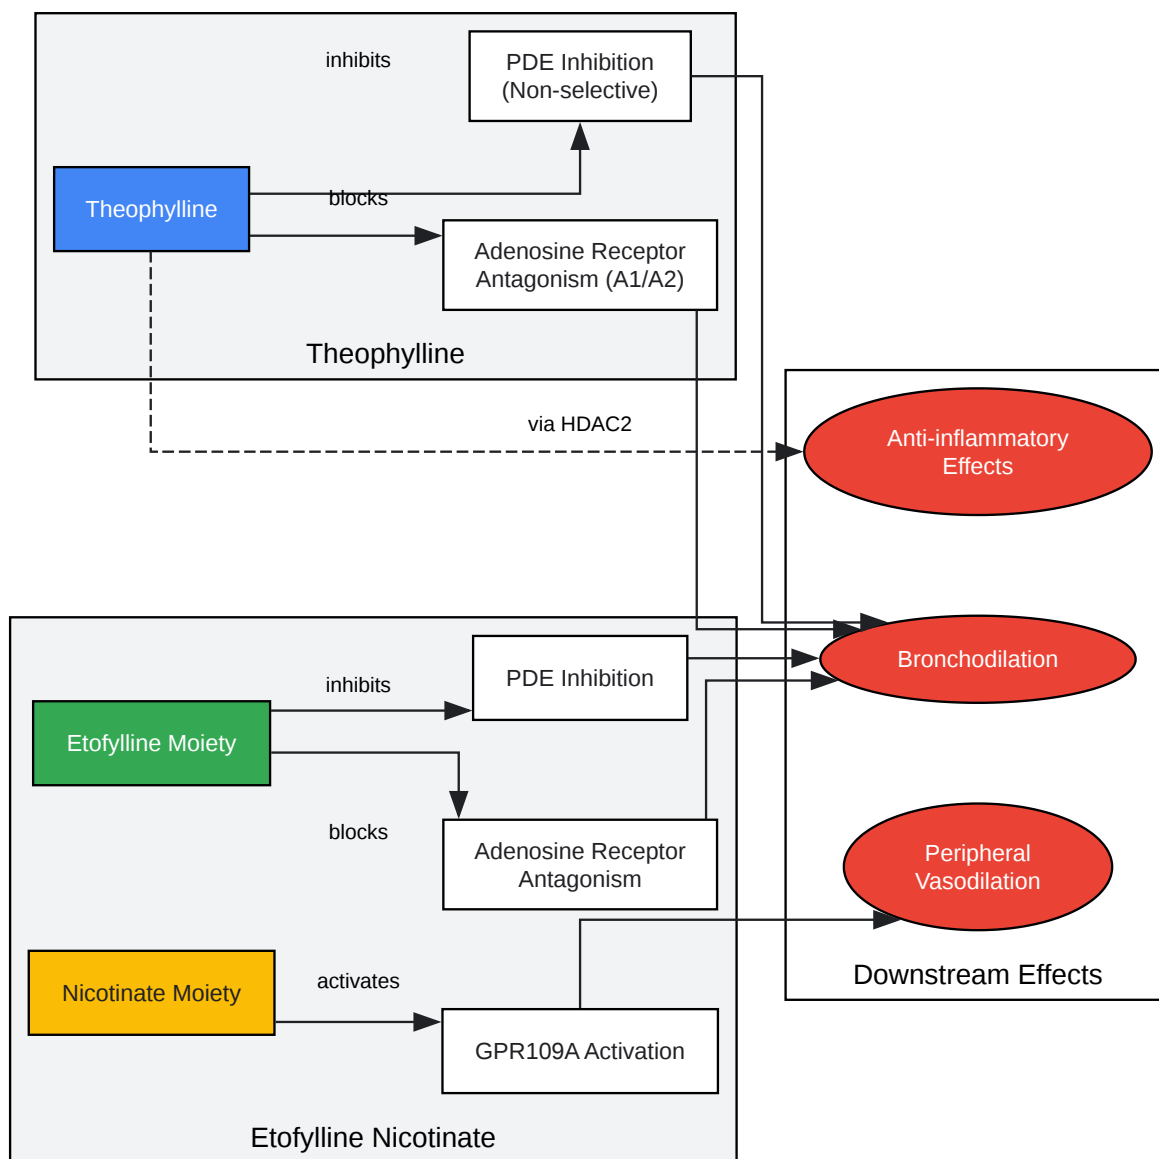 inhibits
PDE Inhibition
(Non-selective)
Theophylline
blocks
Adenosine Receptor
Antagonism (A1/A2)
Theophylline
via HDAC2
Anti-inflammatory
Effects
inhibits
PDE Inhibition
Bronchodilation
Etofylline Moiety
blocks
Adenosine Receptor
Antagonism
Peripheral
Vasodilation
Nicotinate Moiety
activates
GPR109A Activation
Downstream Effects
Etofylline Nicotinate